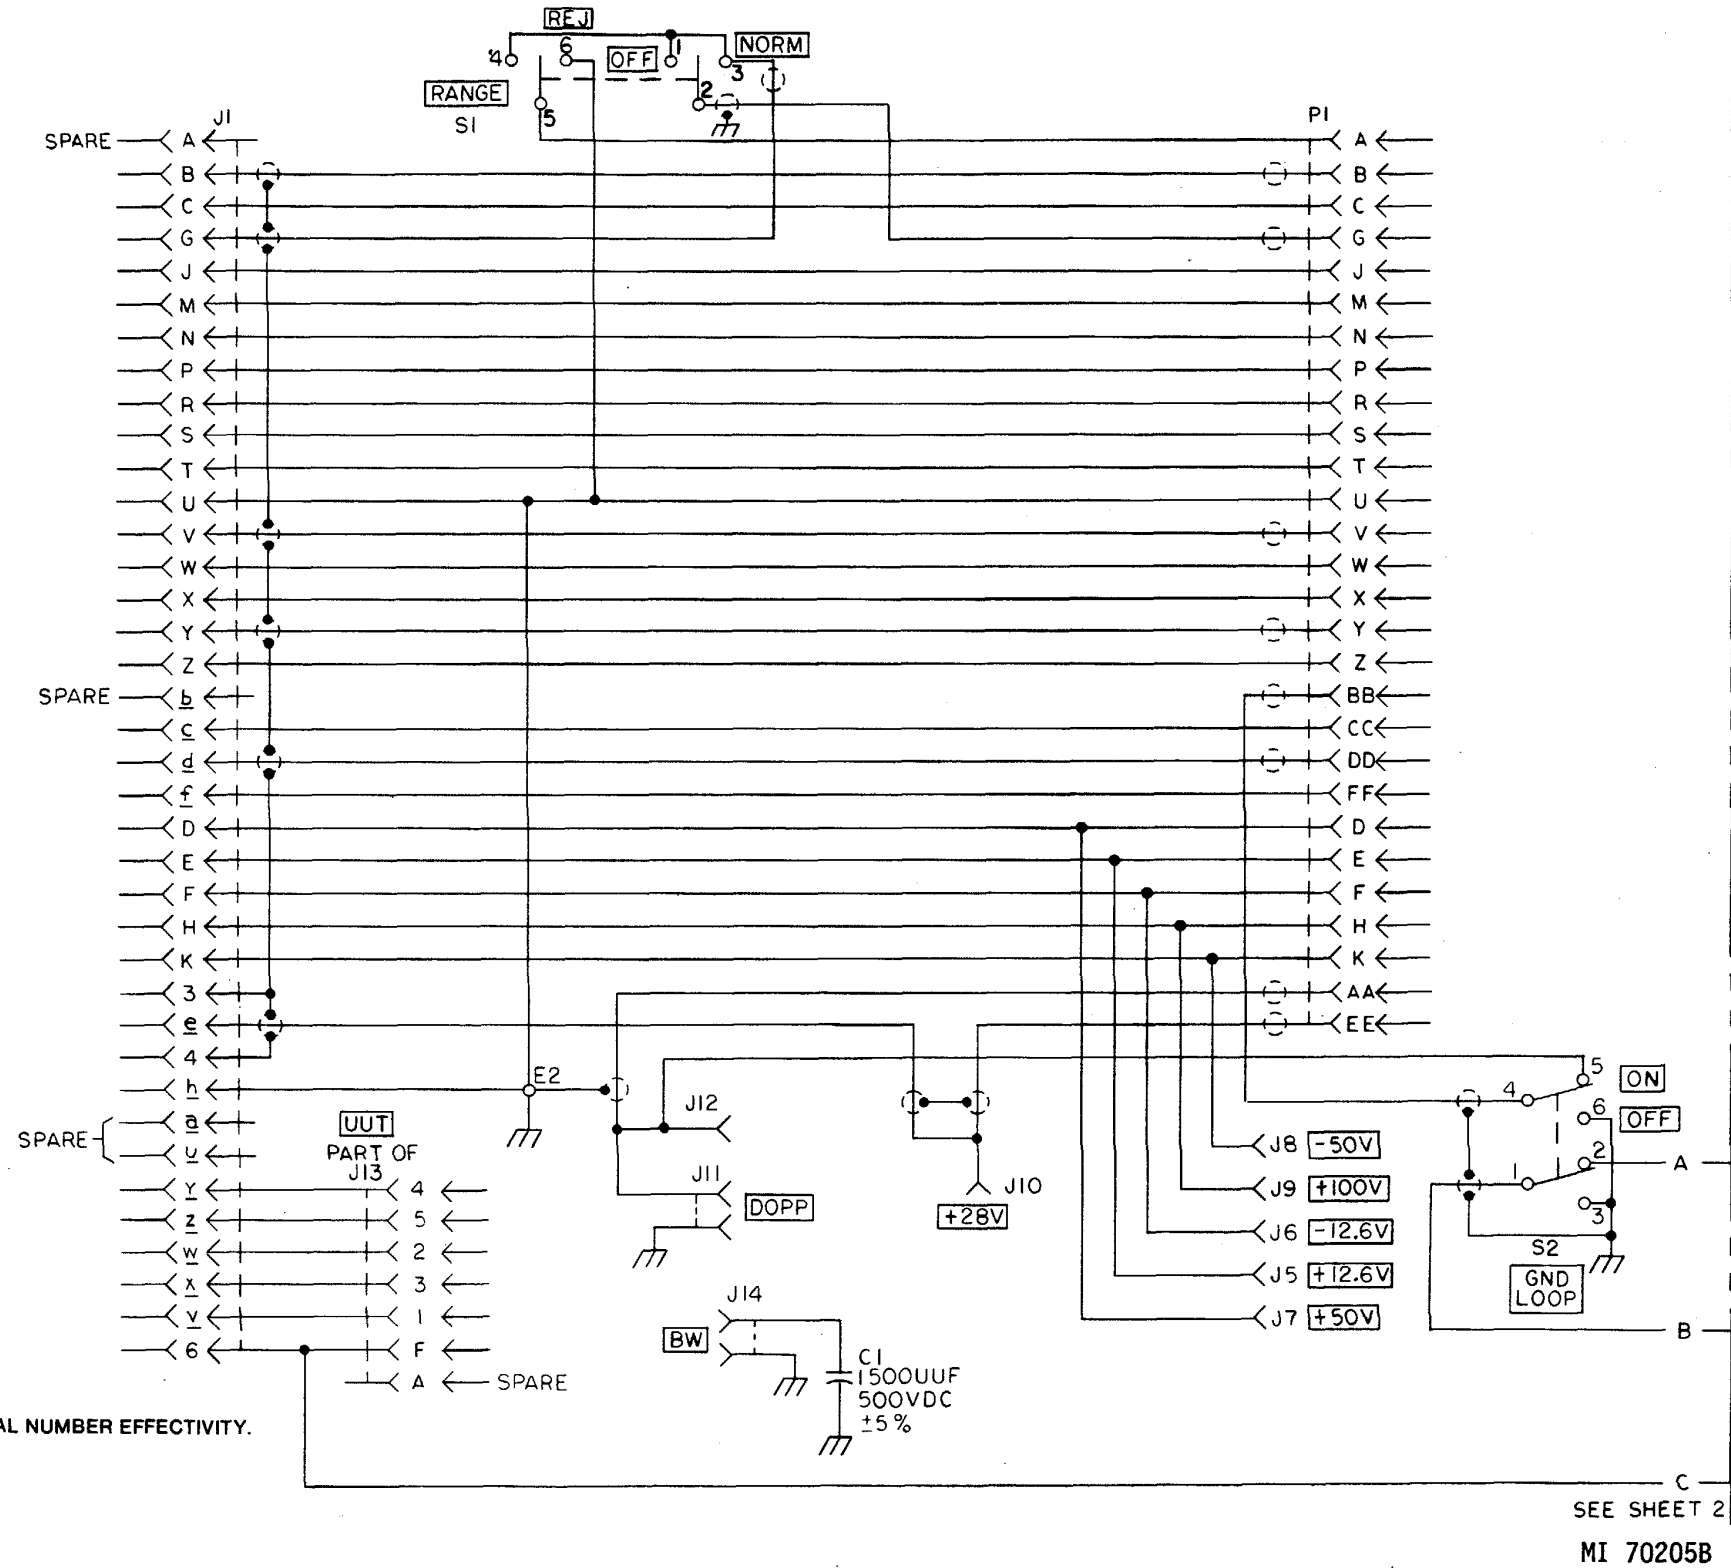 REJ
4 6 OFF 1 NORM
3
RANGE
S1
5 2
J1 P1
SPARE A A
B B
C C
G G
J J
M M
N N
P P
R R
S S
T T
U U
V V
W W
X X
Y Y
Z Z
SPARE b BB
c CC
d DD
f FF
D D
E E
F F
H H
K K
3 AA
e EE
4
h E2
5 ON
4
6 OFF
SPARE a
u
UUT
PART OF
J13
J12
J11
DOPP
J10
+28V
J8 -50V
J9 +100V
J6 -12.6V
J5 +12.6V
J7 +50V
1 2 A
3
S2
GND
LOOP
B
y 4
z 5
w 2
x 3
v 1
6 F
A SPARE
J14
BW
C1
1500UUF
500VDC
±5%
AL NUMBER EFFECTIVITY.
C
SEE SHEET 2
MI 70205B